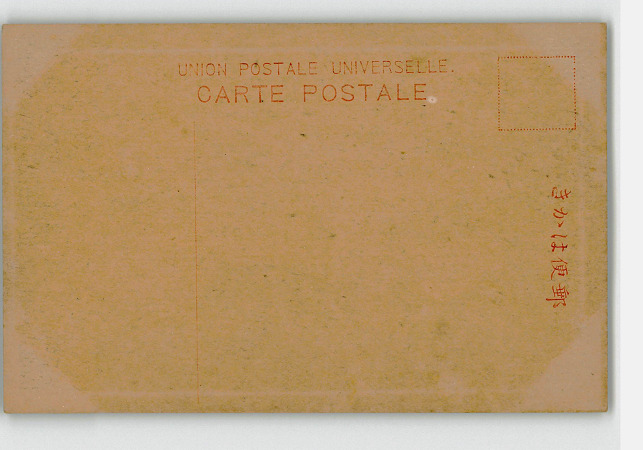 UNION POSTALE UNIVERSELLE.
CARTE POSTALE.
郵便はかき